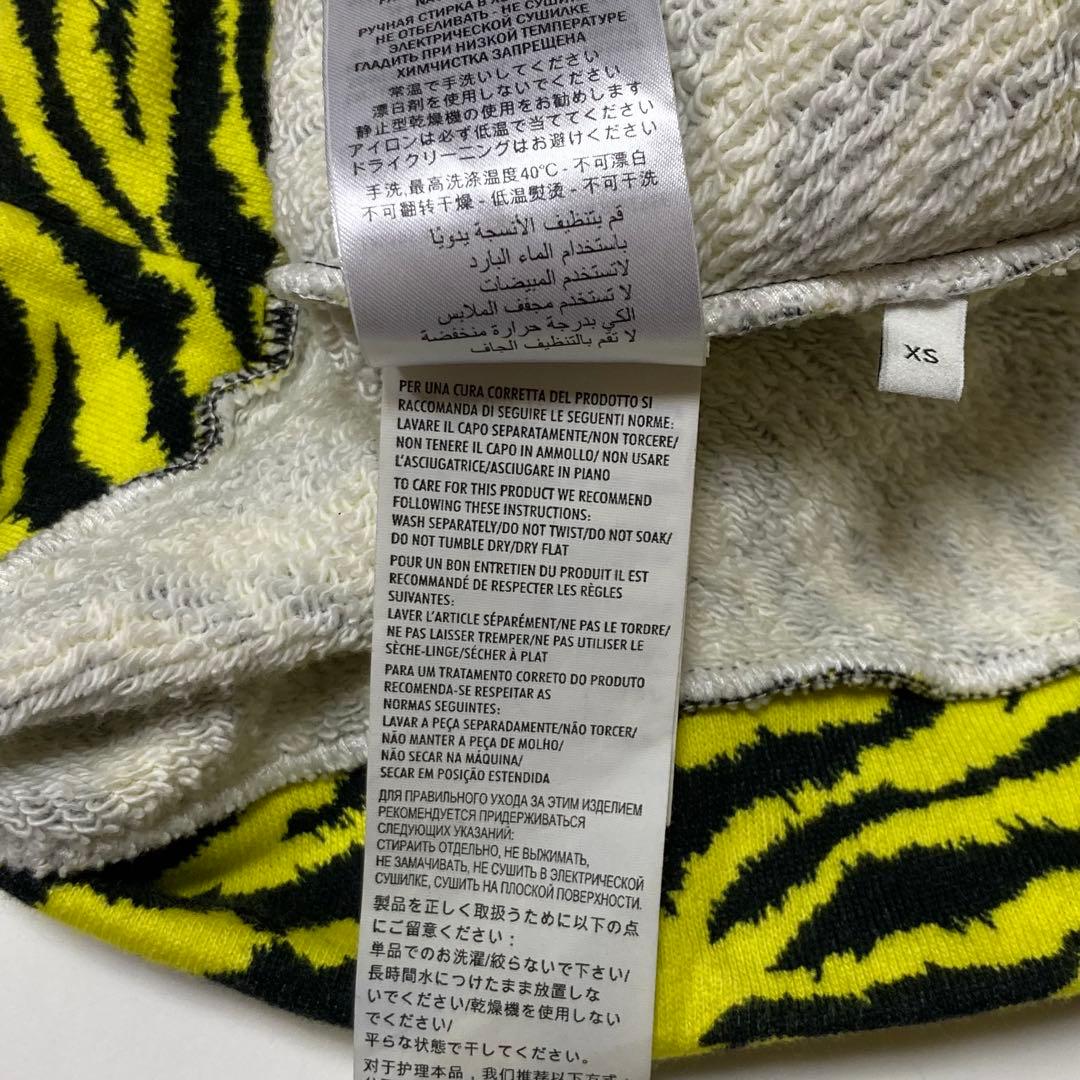 РУЧНАЯ СТИРКА В
НЕ ОТБЕЛИВАТЬ - НЕ СУШИТЬ
ЭЛЕКТРИЧЕСКОЙ СУШИЛКЕ
ГЛАДИТЬ ПРИ НИЗКОЙ ТЕМПЕРАТУРЕ
ХИМЧИСТКА ЗАПРЕЩЕНА
常温で手洗いしてください
漂白剤を使用しないでください
静止型乾燥機の使用をお勧めします
アイロンは必ず低温で当ててください
ドライクリーニングはお避けください
手洗,最高洗涤温度40°C - 不可漂白
不可翻转干燥 - 低温熨烫 - 不可干洗
قم بتنظيف الأنسجة يدويًا
باستخدام الماء البارد
لاتستخدم المبيضات
لا تستخدم مجفف الملابس
الكي بدرجة حرارة منخفضة
لا تقم بالتنظيف الجاف
XS
PER UNA CURA CORRETTA DEL PRODOTTO SI
RACCOMANDA DI SEGUIRE LE SEGUENTI NORME:
LAVARE IL CAPO SEPARATAMENTE/NON TORCERE/
NON TENERE IL CAPO IN AMMOLLO/ NON USARE
L'ASCIUGATRICE/ASCIUGARE IN PIANO
TO CARE FOR THIS PRODUCT WE RECOMMEND
FOLLOWING THESE INSTRUCTIONS:
WASH SEPARATELY/DO NOT TWIST/DO NOT SOAK/
DO NOT TUMBLE DRY/DRY FLAT
POUR UN BON ENTRETIEN DU PRODUIT IL EST
RECOMMANDÉ DE RESPECTER LES RÈGLES
SUIVANTES:
LAVER L'ARTICLE SÉPARÉMENT/NE PAS LE TORDRE/
NE PAS LAISSER TREMPER/NE PAS UTILISER LE
SÈCHE-LINGE/SÉCHER À PLAT
PARA UM TRATAMENTO CORRETO DO PRODUTO
RECOMENDA-SE RESPEITAR AS
NORMAS SEGUINTES:
LAVAR A PEÇA SEPARADAMENTE/NÃO TORCER/
NÃO MANTER A PEÇA DE MOLHO/
NÃO SECAR NA MÁQUINA/
SECAR EM POSIÇÃO ESTENDIDA
ДЛЯ ПРАВИЛЬНОГО УХОДА ЗА ЭТИМ ИЗДЕЛИЕМ
РЕКОМЕНДУЕТСЯ ПРИДЕРЖИВАТЬСЯ
СЛЕДУЮЩИХ УКАЗАНИЙ:
СТИРАИТЬ ОТДЕЛЬНО, НЕ ВЫЖИМАТЬ,
НЕ ЗАМАЧИВАТЬ, НЕ СУШИТЬ В ЭЛЕКТРИЧЕСКОЙ
СУШИЛКЕ, СУШИТЬ НА ПЛОСКОЙ ПОВЕРХНОСТИ.
製品を正しく取扱うために以下の点
にご留意ください：
単品でのお洗濯/絞らないで下さい/
長時間水につけたまま放置しな
いでください/乾燥機を使用しない
でください/
平らな状態で干してください。
对于护理本品，我们推荐以下方式：